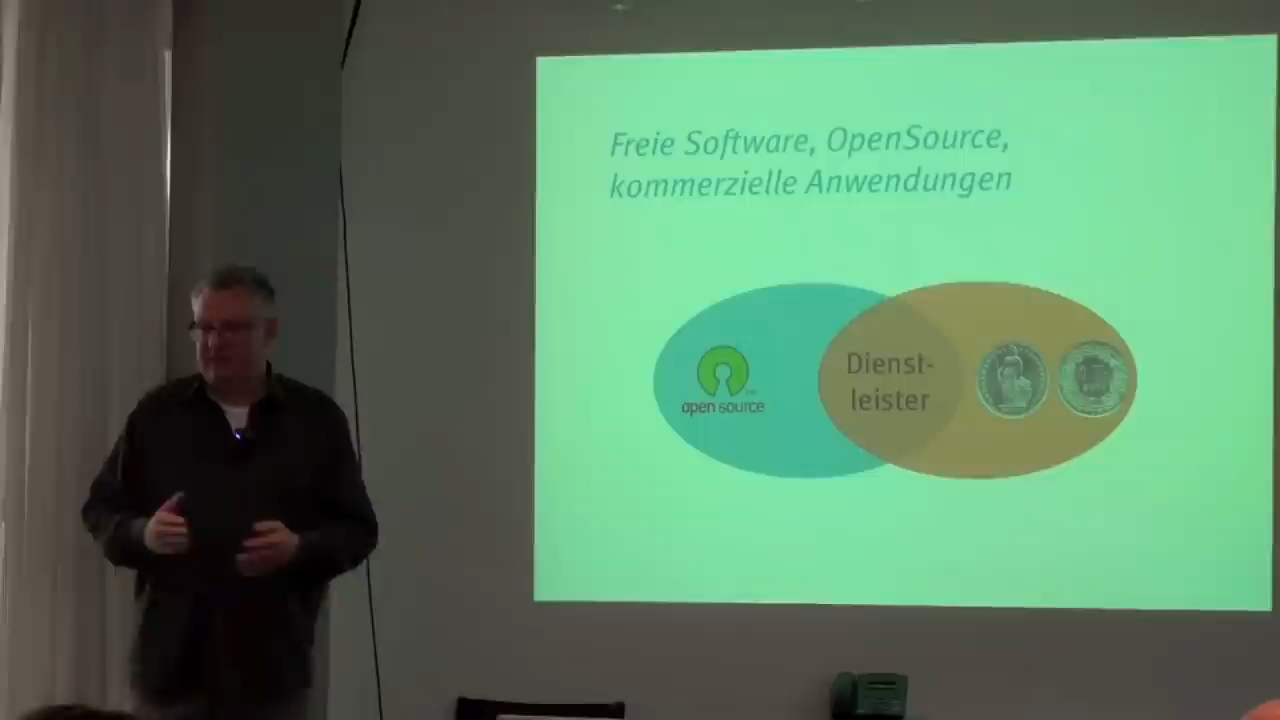 Freie Software, OpenSource,
kommerzielle Anwendungen
Dienst-
leister
open source